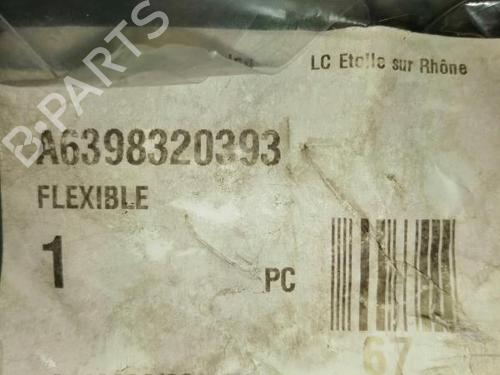 LC Etoile sur Rhône
A6398320393
FLEXIBLE
1 PC
67
B-PARTS